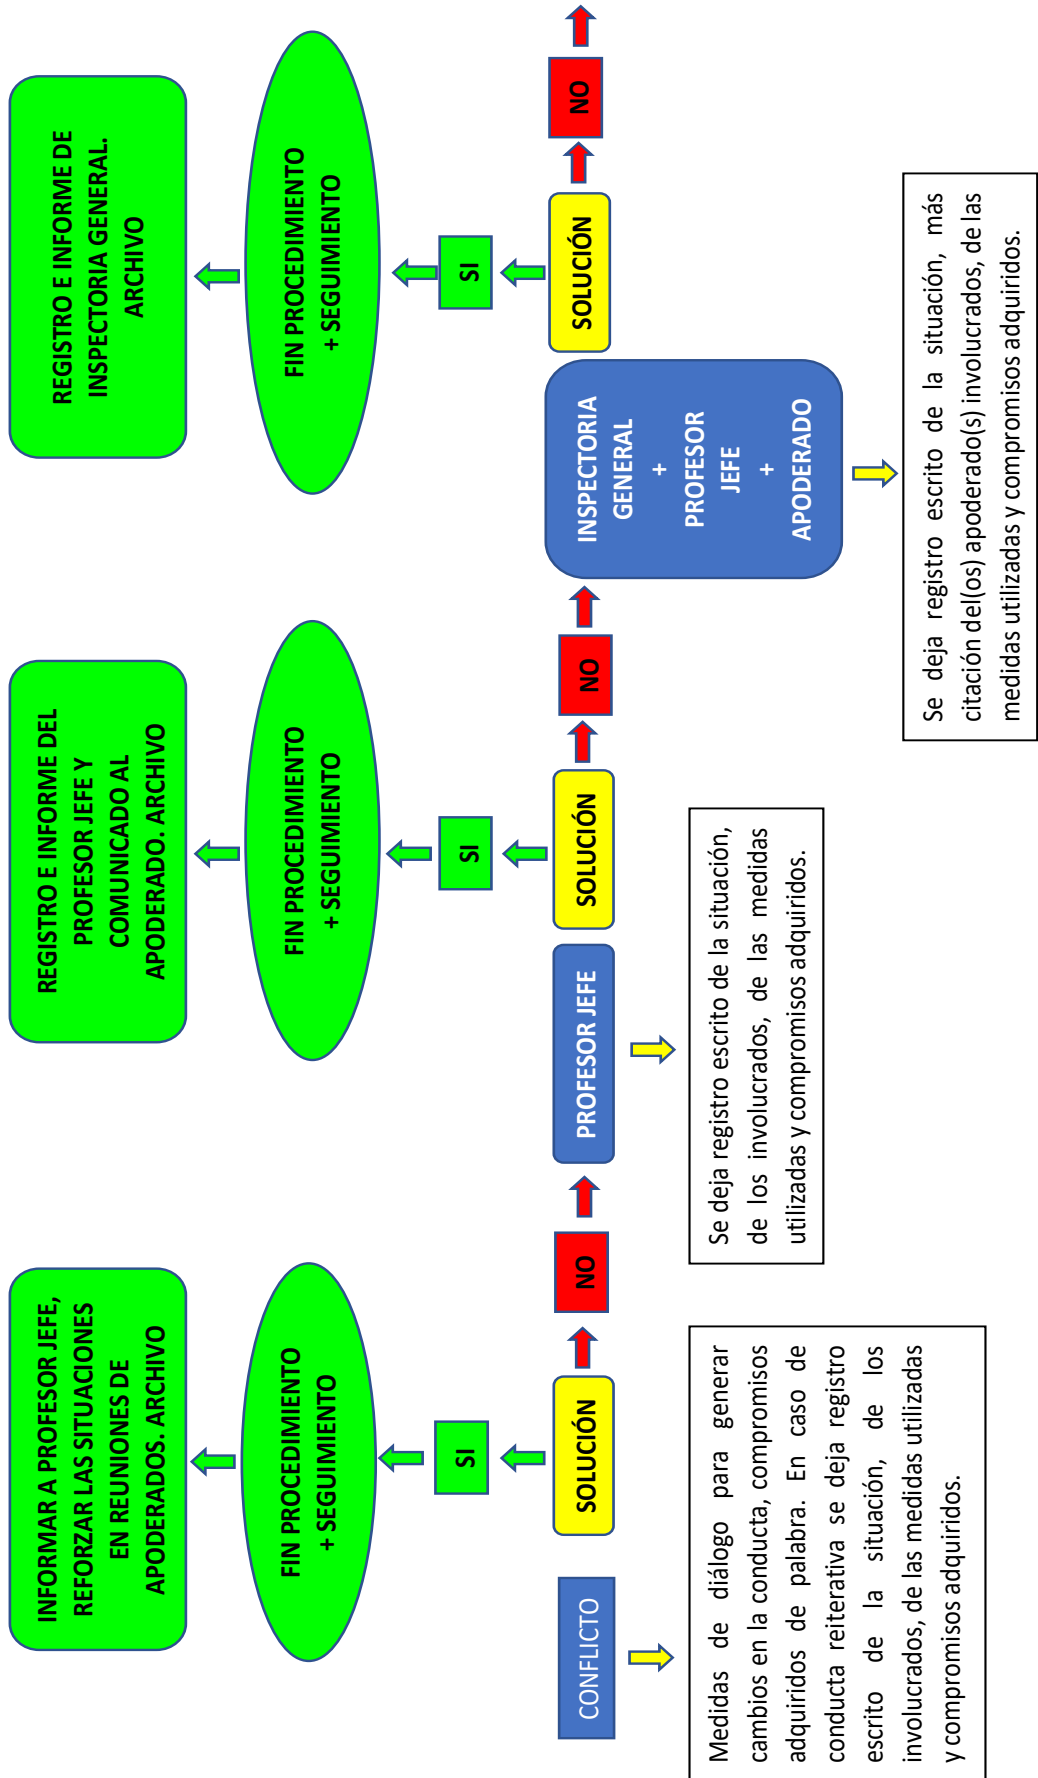 INFORMAR A PROFESOR JEFE,
REFORZAR LAS SITUACIONES
EN REUNIONES DE
APODERADOS. ARCHIVO
REGISTRO E INFORME DEL
PROFESOR JEFE Y
COMUNICADO AL
APODERADO. ARCHIVO
REGISTRO E INFORME DE
INSPECTORIA GENERAL.
ARCHIVO
FIN PROCEDIMIENTO
+ SEGUIMIENTO
FIN PROCEDIMIENTO
+ SEGUIMIENTO
FIN PROCEDIMIENTO
+ SEGUIMIENTO
SI
SI
SI
CONFLICTO
SOLUCIÓN
NO
PROFESOR JEFE
SOLUCIÓN
NO
INSPECTORIA
GENERAL
+
PROFESOR
JEFE
+
APODERADO
SOLUCIÓN
NO
Medidas de diálogo para generar
cambios en la conducta, compromisos
adquiridos de palabra. En caso de
conducta reiterativa se deja registro
escrito de la situación, de los
involucrados, de las medidas utilizadas
y compromisos adquiridos.
Se deja registro escrito de la situación,
de los involucrados, de las medidas
utilizadas y compromisos adquiridos.
Se deja registro escrito de la situación, más
citación del(os) apoderado(s) involucrados, de las
medidas utilizadas y compromisos adquiridos.